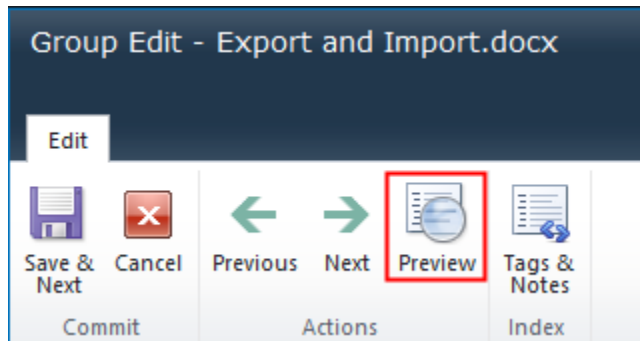 Group Edit - Export and Import.docx
Edit
Save & Next
Cancel
Previous
Next
Preview
Tags & Notes
Commit
Actions
Index